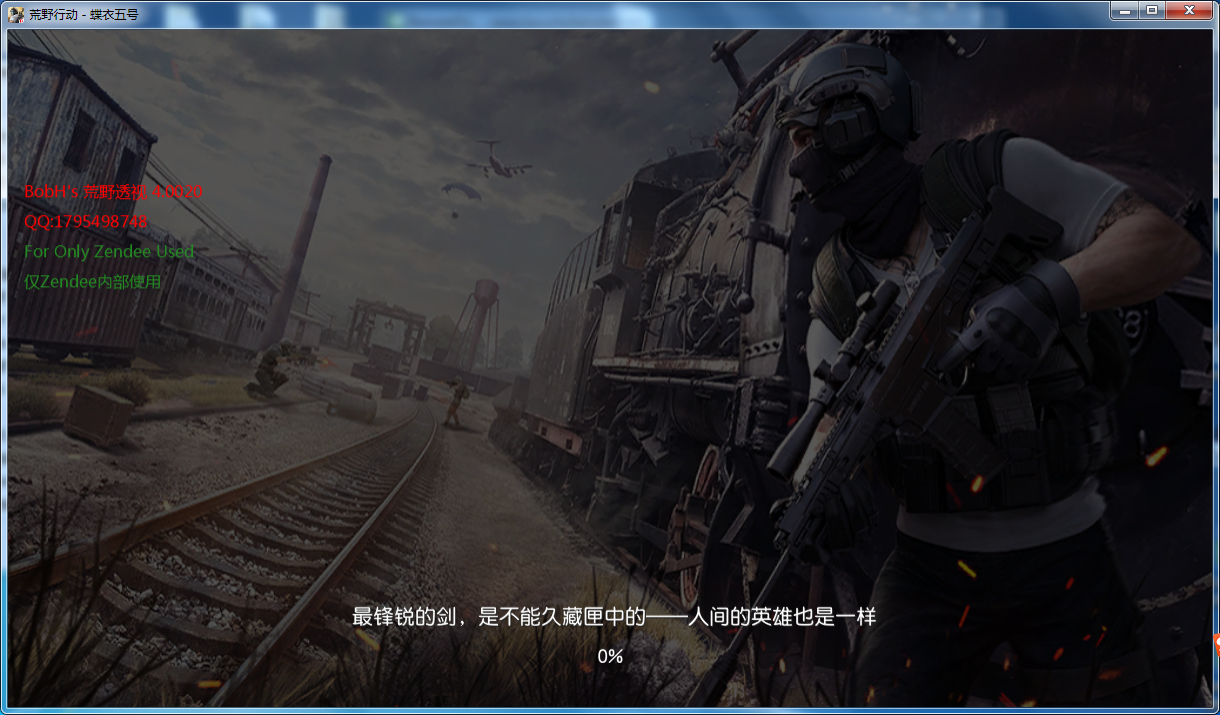 荒野行动 - 蝶衣五号
BobH's 荒野透视 4.0020
QQ:1795498748
For Only Zendee Used
仅Zendee内部使用
最锋锐的剑，是不能久藏匣中的——人间的英雄也是一样
0%